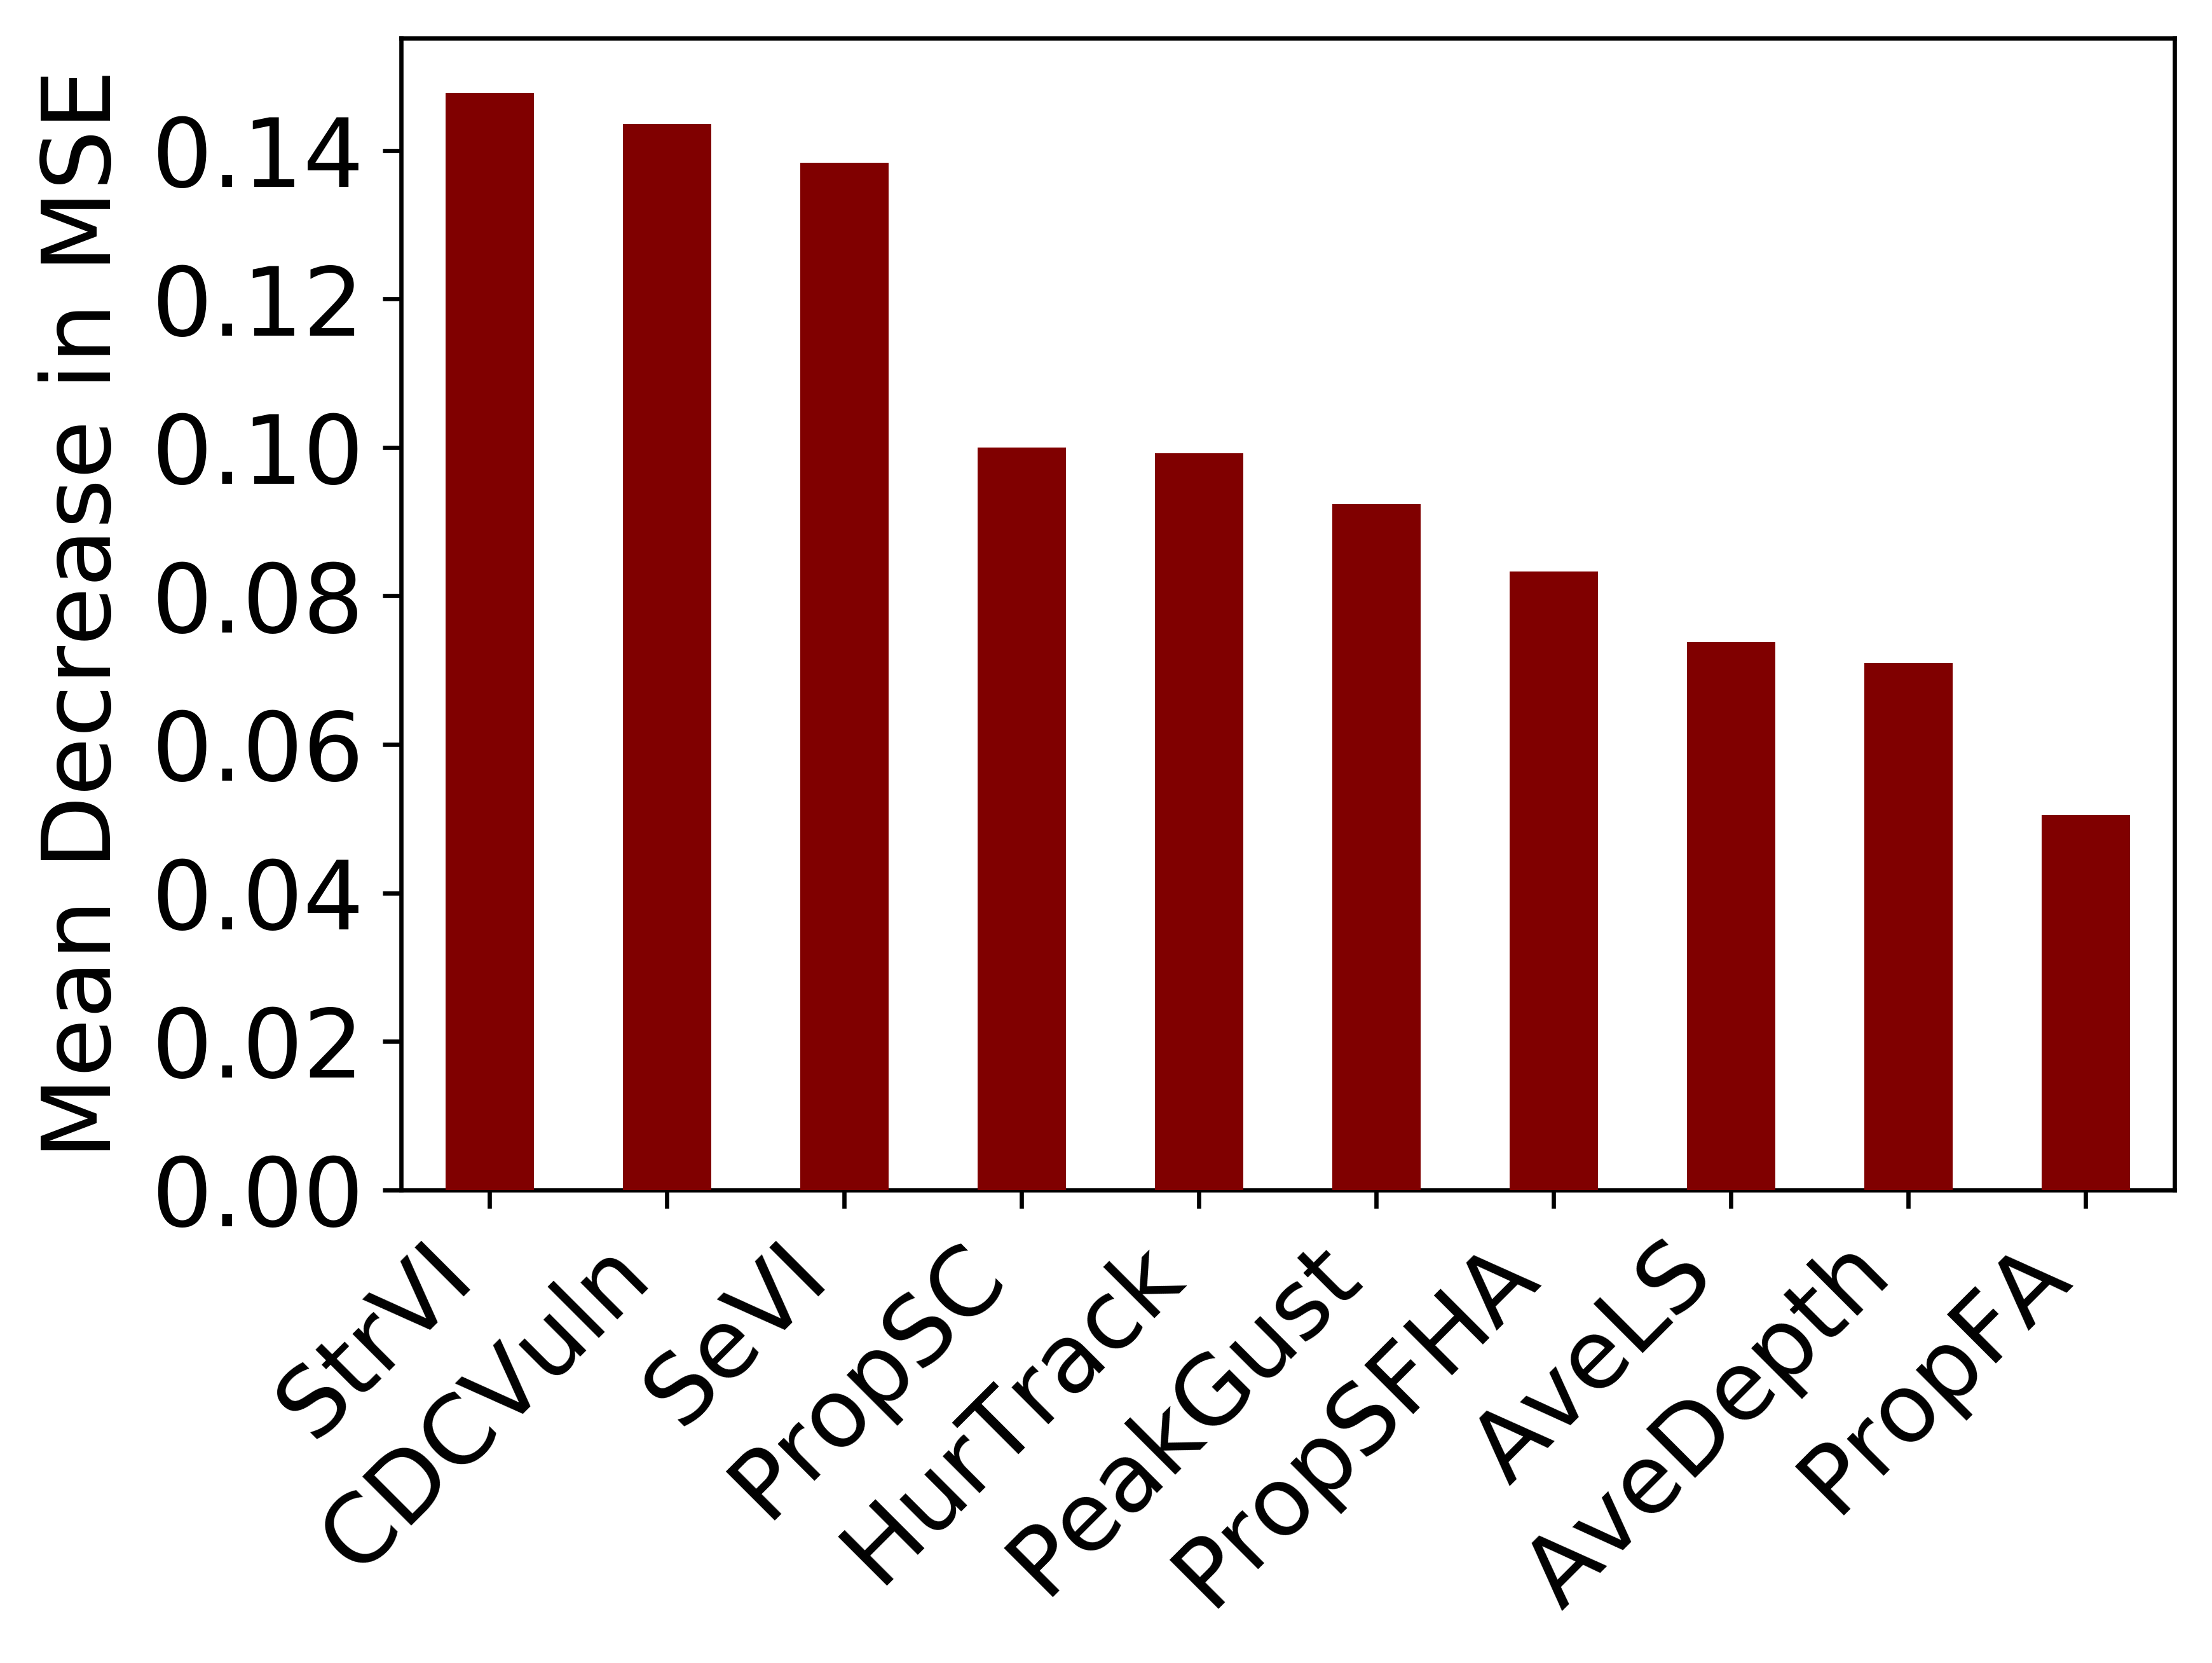 Mean Decrease in MSE
0.14
0.12
0.10
0.08
0.06
0.04
0.02
0.00
StrVI
CDCVuln
SeVI
PropSC
HurTrack
PeakGust
PropSFHA
AveLS
AveDepth
PropFA